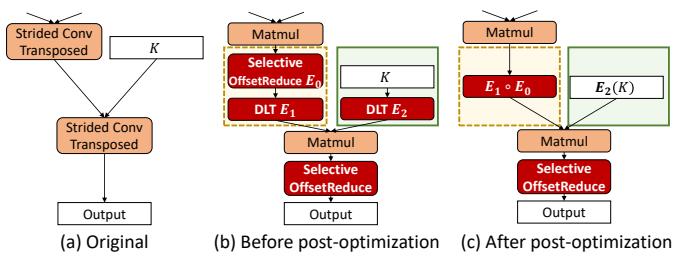 Strided Conv
Transposed
K
Strided Conv
Transposed
Output
(a) Original
Matmul
Selective
OffsetReduce E₀
DLT E₁
K
DLT E₂
Matmul
Selective
OffsetReduce
Output
(b) Before post-optimization
Matmul
E₁ ∘ E₀
E₂(K)
Matmul
Selective
OffsetReduce
Output
(c) After post-optimization